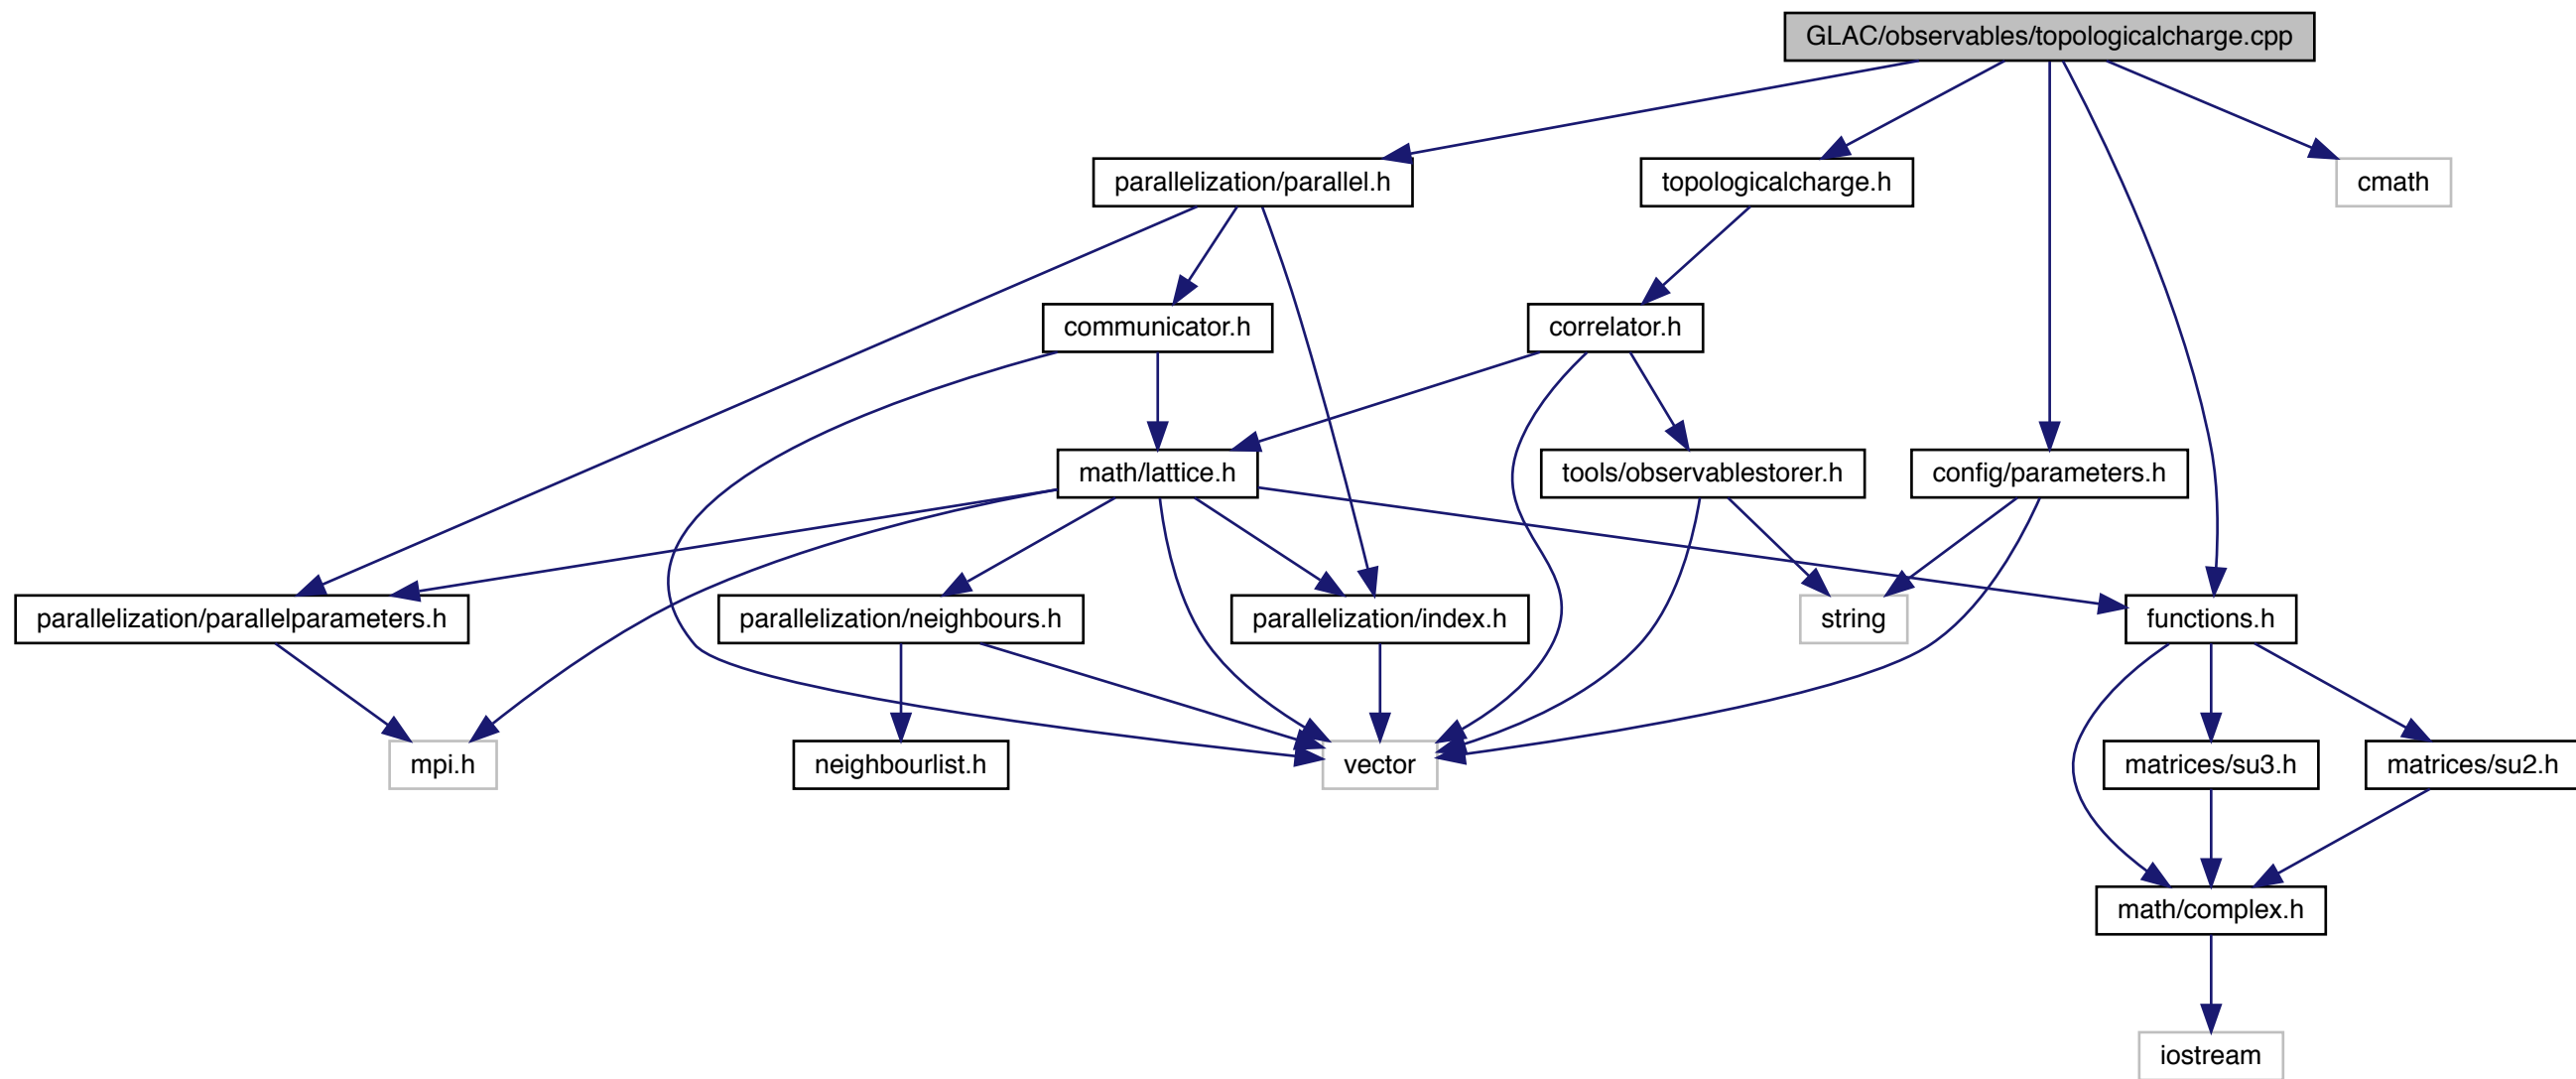 GLAC/observables/topologicalcharge.cpp
parallelization/parallel.h
topologicalcharge.h
cmath
communicator.h
correlator.h
math/lattice.h
tools/observablestorer.h
config/parameters.h
parallelization/parallelparameters.h
parallelization/neighbours.h
parallelization/index.h
string
functions.h
mpi.h
neighbourlist.h
vector
matrices/su3.h
matrices/su2.h
math/complex.h
iostream